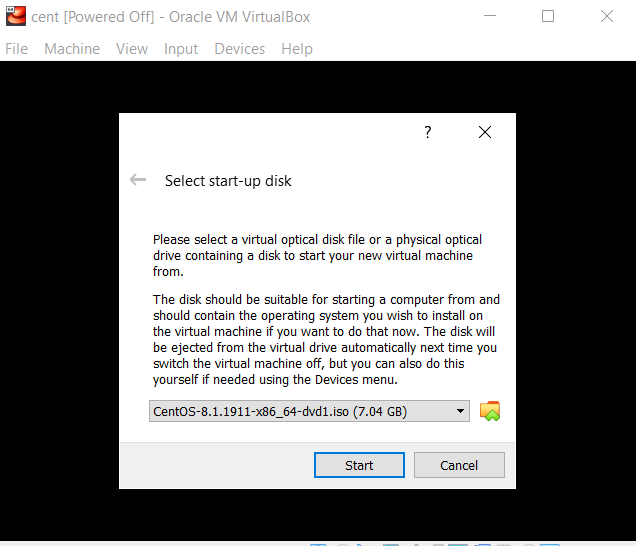 cent [Powered Off] - Oracle VM VirtualBox
File Machine View Input Devices Help
?
Select start-up disk
Please select a virtual optical disk file or a physical optical
drive containing a disk to start your new virtual machine
from.
The disk should be suitable for starting a computer from and
should contain the operating system you wish to install on
the virtual machine if you want to do that now. The disk will
be ejected from the virtual drive automatically next time you
switch the virtual machine off, but you can also do this
yourself if needed using the Devices menu.
CentOS-8.1.1911-x86_64-dvd1.iso (7.04 GB)
Start Cancel